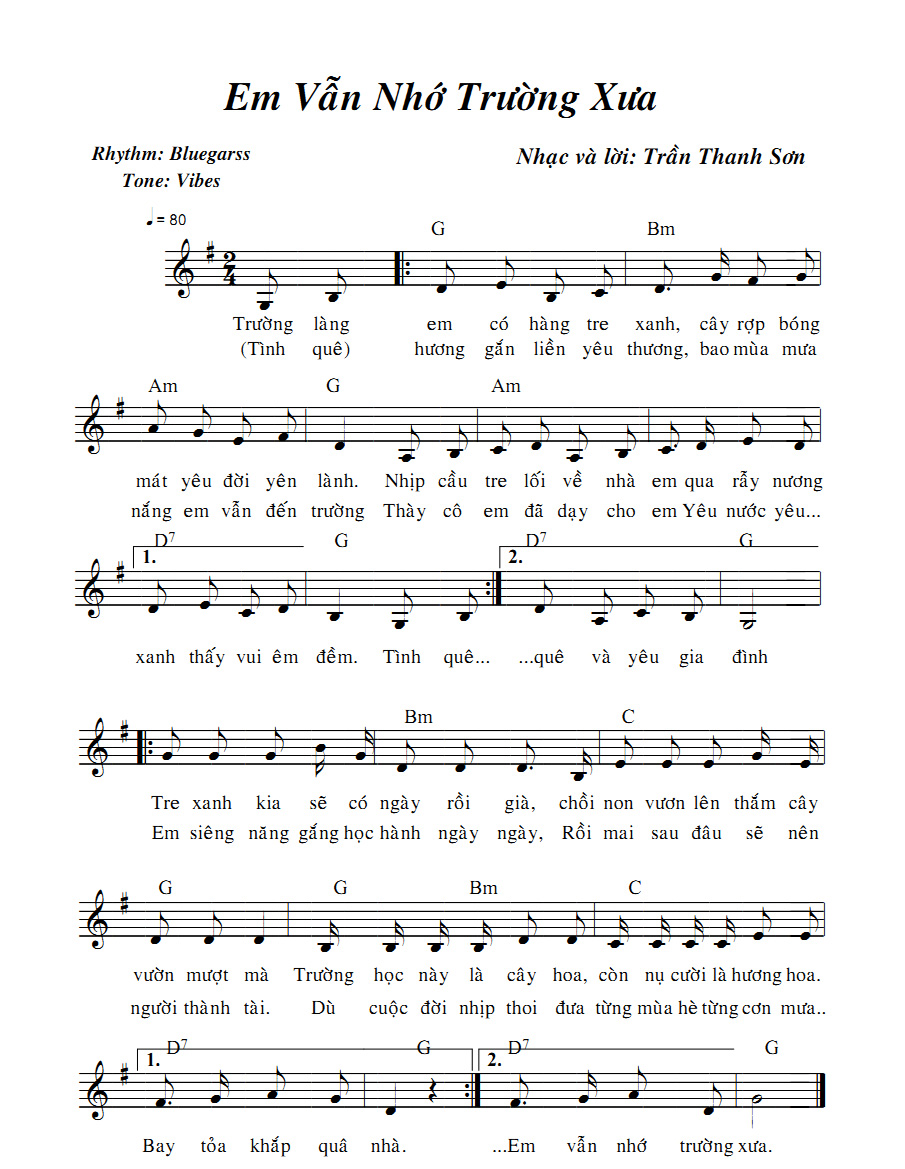 Em Vẫn Nhớ Trường Xưa
Rhythm: Bluegarss
Nhạc và lời: Trần Thanh Sơn
Tone: Vibes
= 80
G Bm
2
4
Trường làng em có hàng tre xanh, cây rợp bóng
(Tình quê) hương gắn liền yêu thương, bao mùa mưa
Am G Am
mát yêu đời yên lành. Nhịp cầu tre lối về nhà em qua rẫy nương
nắng em vẫn đến trường Thày cô em đã dạy cho em Yêu nước yêu...
D7 G D7 G
1. 2.
xanh thấy vui êm đềm. Tình quê... ...quê và yêu gia đình
Bm C
Tre xanh kia sẽ có ngày rồi già, chồi non vươn lên thắm cây
Em siêng năng gắng học hành ngày ngày, Rồi mai sau đâu sẽ nên
G G Bm C
vườn mượt mà Trường học này là cây hoa, còn nụ cười là hương hoa.
người thành tài. Dù cuộc đời nhịp thoi đưa từng mùa hè từng cơn mưa..
D7 G D7 G
1. 2.
Bay tỏa khắp quâ nhà. ...Em vẫn nhớ trường xưa.